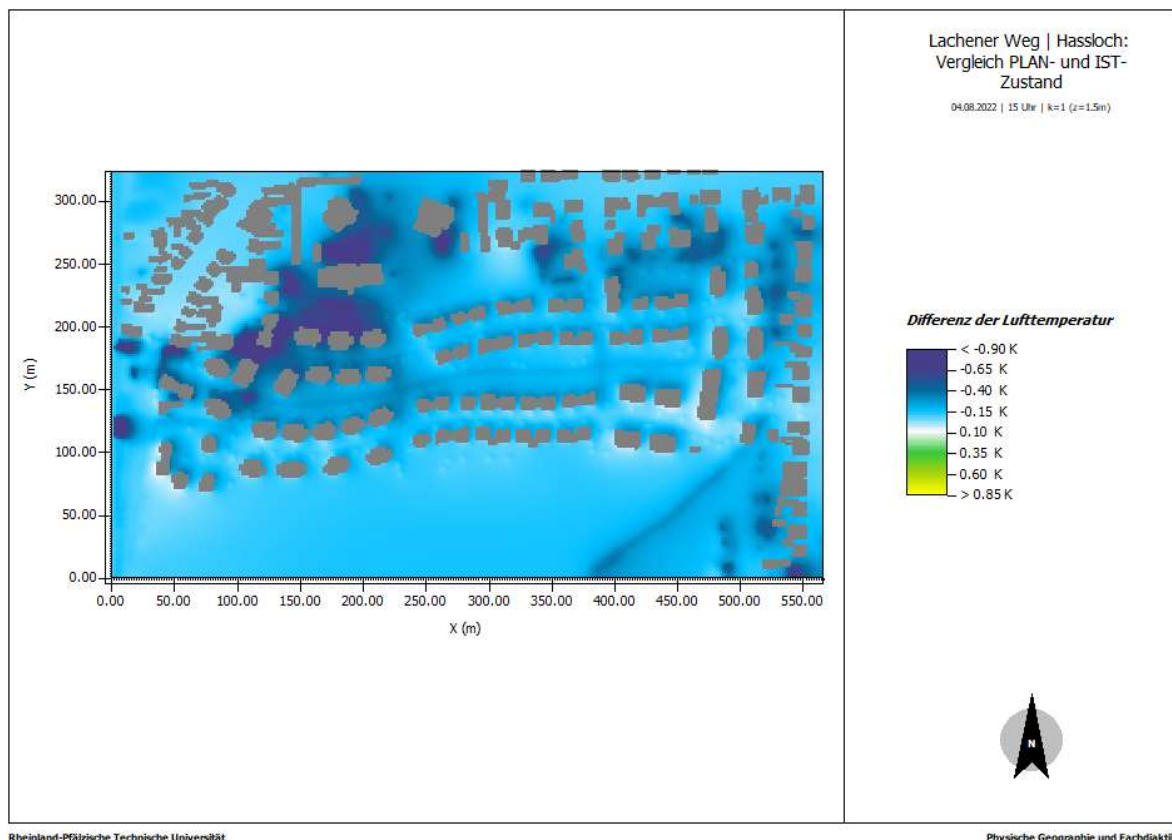 Lachener Weg | Hassloch:
Vergleich PLAN- und IST-
Zustand
04.08.2022 | 15 Uhr | k=1 (z=1.5m)
300.00
250.00
200.00
150.00
100.00
50.00
0.00
Y (m)
0.00 50.00 100.00 150.00 200.00 250.00 300.00 350.00 400.00 450.00 500.00 550.00
X (m)
Differenz der Lufttemperatur
< -0.90 K
-0.65 K
-0.40 K
-0.15 K
0.10 K
0.35 K
0.60 K
> 0.85 K
N
Rheinland-Pfälzische Technische Universität
Physische Geographie und